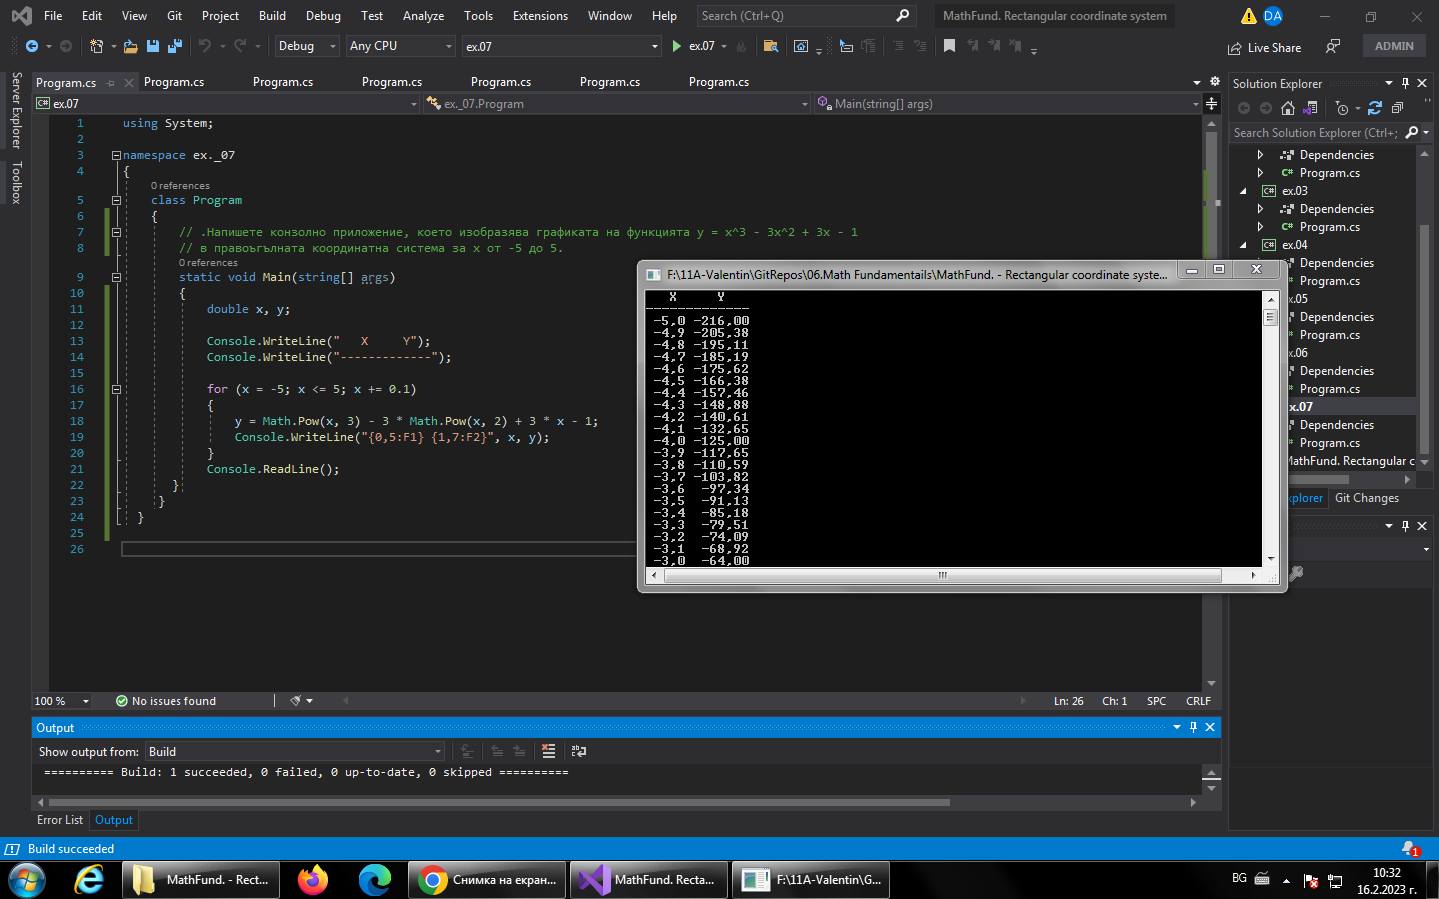 File Edit View Git Project Build Debug Test Analyze Tools Extensions Window Help Search (Ctrl+Q) MathFund. Rectangular coordinate system DA
Debug Any CPU ex.07 ex.07 Live Share ADMIN
Server Explorer
Toolbox
Program.cs Program.cs Program.cs Program.cs Program.cs Program.cs Program.cs
C# ex.07 ex._07.Program Main(string[] args)
1 using System;
2
3 namespace ex._07
4 {
0 references
5 class Program
6 {
7 // .Напишете конзолно приложение, което изобразява графиката на функцията y = x^3 - 3x^2 + 3x - 1
8 // в правоъгълната координатна система за x от -5 до 5.
0 references
9 static void Main(string[] args)
10 {
11 double x, y;
12
13 Console.WriteLine("   X     Y");
14 Console.WriteLine("-------------");
15
16 for (x = -5; x <= 5; x += 0.1)
17 {
18 y = Math.Pow(x, 3) - 3 * Math.Pow(x, 2) + 3 * x - 1;
19 Console.WriteLine("{0,5:F1} {1,7:F2}", x, y);
20 }
21 Console.ReadLine();
22 }
23 }
24 }
25
26
F:\11A-Valentin\GitRepos\06.Math Fundamentails\MathFund. - Rectangular coordinate syste...
X Y
-------------
-5,0 -216,00
-4,9 -205,38
-4,8 -195,11
-4,7 -185,19
-4,6 -175,62
-4,5 -166,38
-4,4 -157,46
-4,3 -148,88
-4,2 -140,61
-4,1 -132,65
-4,0 -125,00
-3,9 -117,65
-3,8 -110,59
-3,7 -103,82
-3,6 -97,34
-3,5 -91,13
-3,4 -85,18
-3,3 -79,51
-3,2 -74,09
-3,1 -68,92
-3,0 -64,00
Solution Explorer
Search Solution Explorer (Ctrl+;
Dependencies
C# Program.cs
C# ex.03
Dependencies
C# Program.cs
C# ex.04
Dependencies
Program.cs
.05
Dependencies
Program.cs
x.06
Dependencies
Program.cs
x.07
Dependencies
Program.cs
MathFund. Rectangular c
xplorer Git Changes
100 % No issues found Ln: 26 Ch: 1 SPC CRLF
Output
Show output from: Build
========== Build: 1 succeeded, 0 failed, 0 up-to-date, 0 skipped ==========
Error List Output
Build succeeded 1
MathFund. - Rect... Снимка на екран... MathFund. Recta... F:\11A-Valentin\G... BG 10:32
16.2.2023 г.